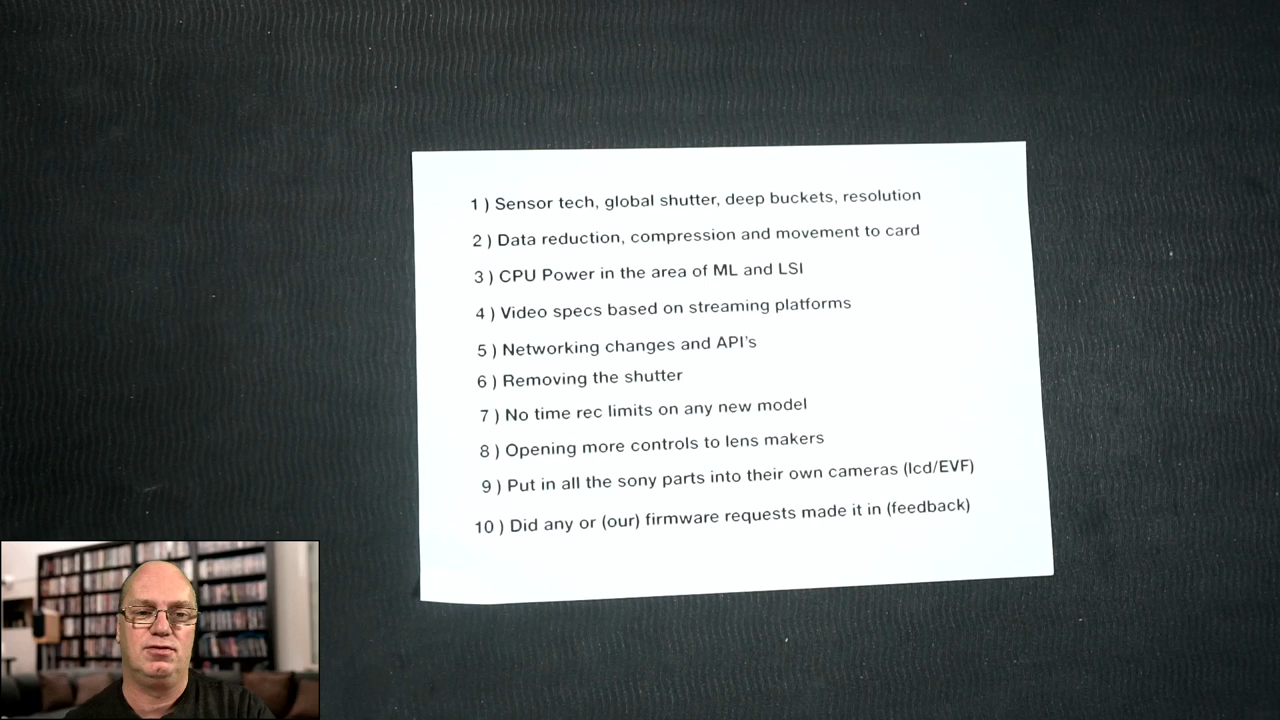 1 ) Sensor tech, global shutter, deep buckets, resolution
2 ) Data reduction, compression and movement to card
3 ) CPU Power in the area of ML and LSI
4 ) Video specs based on streaming platforms
5 ) Networking changes and API's
6 ) Removing the shutter
7 ) No time rec limits on any new model
8 ) Opening more controls to lens makers
9 ) Put in all the sony parts into their own cameras (lcd/EVF)
10 ) Did any or (our) firmware requests made it in (feedback)